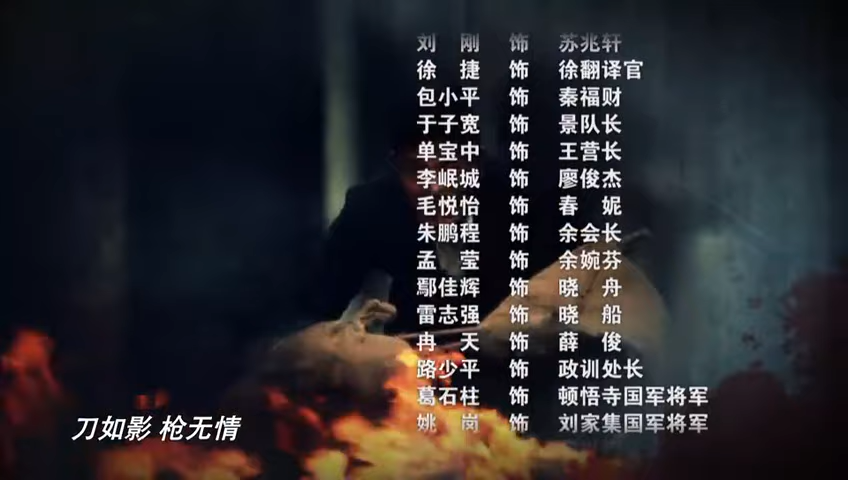 刘 刚 饰 苏兆轩
徐 捷 饰 徐翻译官
包小平 饰 秦福财
于子宽 饰 景队长
单宝中 饰 王营长
李岷城 饰 廖俊杰
毛悦怡 饰 春 妮
朱鹏程 饰 余会长
孟 莹 饰 余婉芬
鄢佳辉 饰 晓 舟
雷志强 饰 晓 船
冉 天 饰 薛 俊
路少平 饰 政训处长
葛石柱 饰 顿悟寺国军将军
姚 岗 饰 刘家集国军将军
刀如影 枪无情